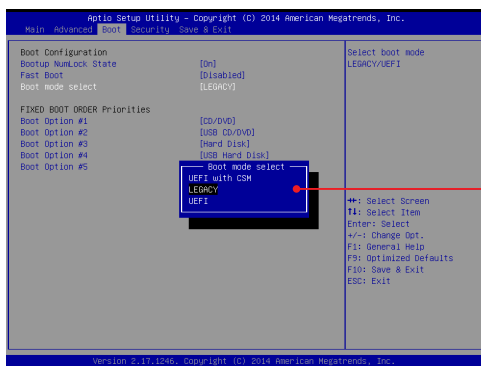 Aptio Setup Utility – Copyright (C) 2014 American Megatrends, Inc.
Main Advanced Boot Security Save & Exit
Boot Configuration
Bootup NumLock State [On]
Fast Boot [Disabled]
Boot mode select [LEGACY]
FIXED BOOT ORDER Priorities
Boot Option #1 [CD/DVD]
Boot Option #2 [USB CD/DVD]
Boot Option #3 [Hard Disk]
Boot Option #4 [USB Hard Disk]
Boot Option #5
Boot mode select
UEFI with CSM
LEGACY
UEFI
Select boot mode
LEGACY/UEFI
→←: Select Screen
↑↓: Select Item
Enter: Select
+/-: Change Opt.
F1: General Help
F9: Optimized Defaults
F10: Save & Exit
ESC: Exit
Version 2.17.1246. Copyright (C) 2014 American Megatrends, Inc.